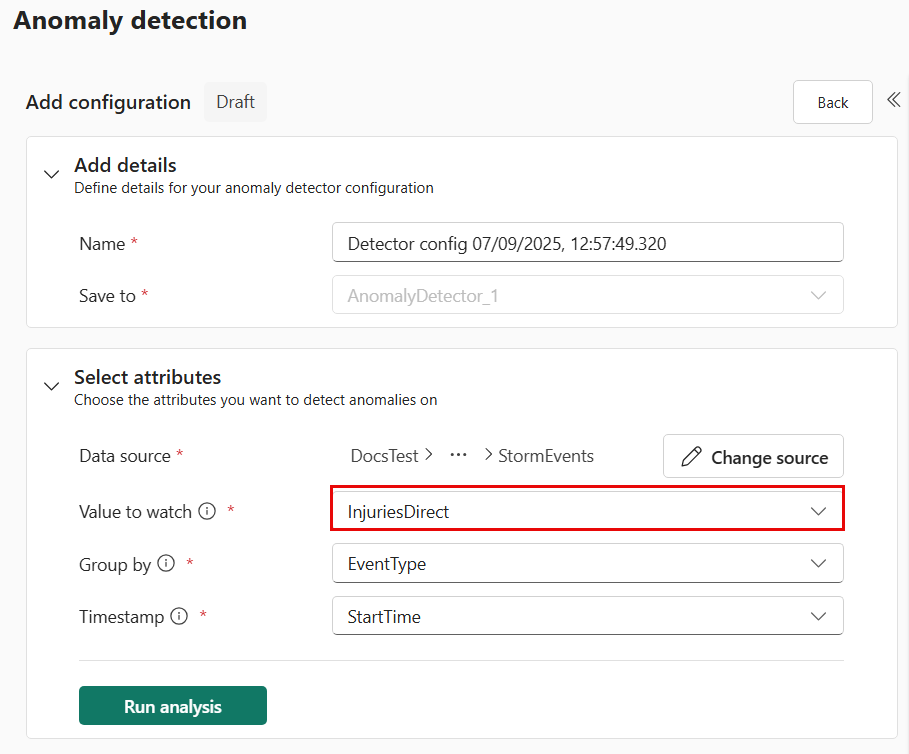 Anomaly detection
Add configuration Draft Back
Add details
Define details for your anomaly detector configuration
Name * Detector config 07/09/2025, 12:57:49.320
Save to * AnomalyDetector_1
Select attributes
Choose the attributes you want to detect anomalies on
Data source * DocsTest > ··· > StormEvents Change source
Value to watch * InjuriesDirect
Group by * EventType
Timestamp * StartTime
Run analysis